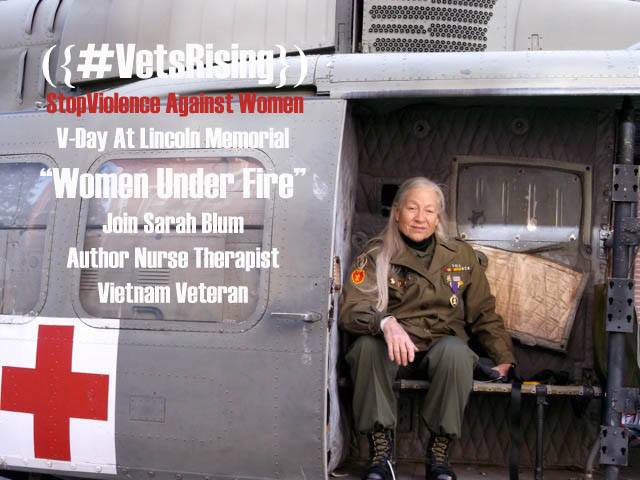 ({#VetsRising})
StopViolence Against Women
V-Day At Lincoln Memorial
“Women Under Fire”
Join Sarah Blum
Author Nurse Therapist
Vietnam Veteran